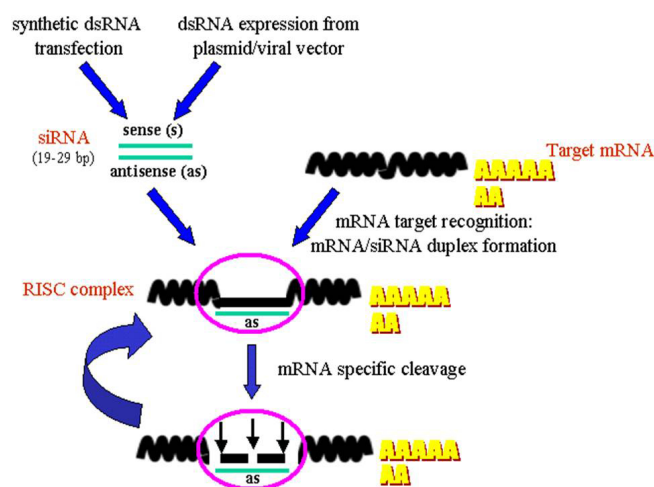 synthetic dsRNA
transfection
dsRNA expression from
plasmid/viral vector
siRNA
(19-29 bp)
sense (s)
antisense (as)
Target mRNA
AAAAA
AA
mRNA target recognition:
mRNA/siRNA duplex formation
RISC complex
as
AAAAA
AA
mRNA specific cleavage
as
AAAAA
AA